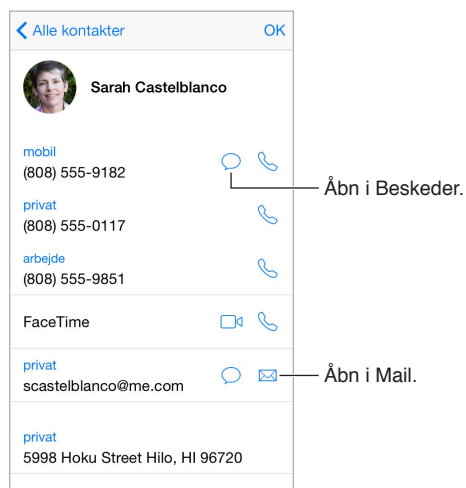 Alle kontakter OK
Sarah Castelblanco
mobil
(808) 555-9182
Åbn i Beskeder.
privat
(808) 555-0117
arbejde
(808) 555-9851
FaceTime
privat
scastelblanco@me.com
Åbn i Mail.
privat
5998 Hoku Street Hilo, HI 96720